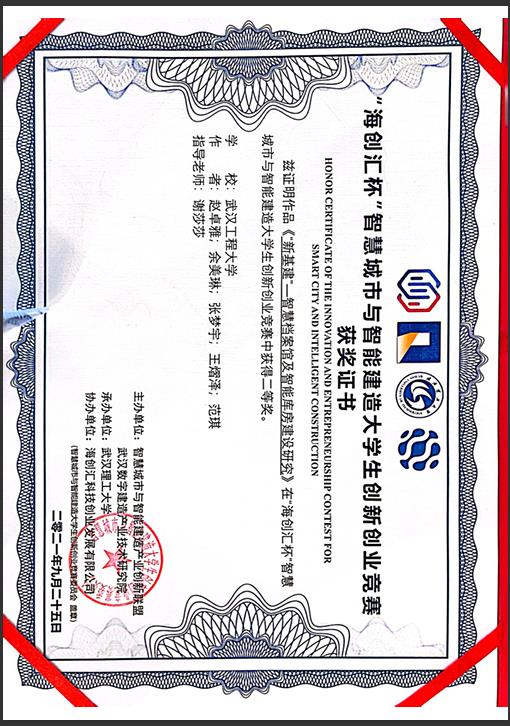 “海创汇杯”智慧城市与智能建造大学生创新创业竞赛
获奖证书
HONOR CERTIFICATE OF THE INNOVATION AND ENTREPRENEURSHIP CONTEST FOR
SMART CITY AND INTELLIGENT CONSTRUCTION
兹证明作品《“新基建”—智慧档案馆及智能库房建设研究》在“海创汇杯”智慧
城市与智能建造大学生创新创业竞赛中获得二等奖。
学 校：武汉工程大学
作 者：赵卓雅；余美琳；张梦宇；王熠泽；范琪
指导老师：谢莎莎
主办单位：智慧城市与智能建造产业创新联盟
武汉数字建造产业技术研究院
承办单位：武汉理工大学
协办单位：海创汇科技创业发展有限公司
(智慧城市与智能建造大学生创新创业竞赛委员会 盖章)
二零二一年九月二十五日